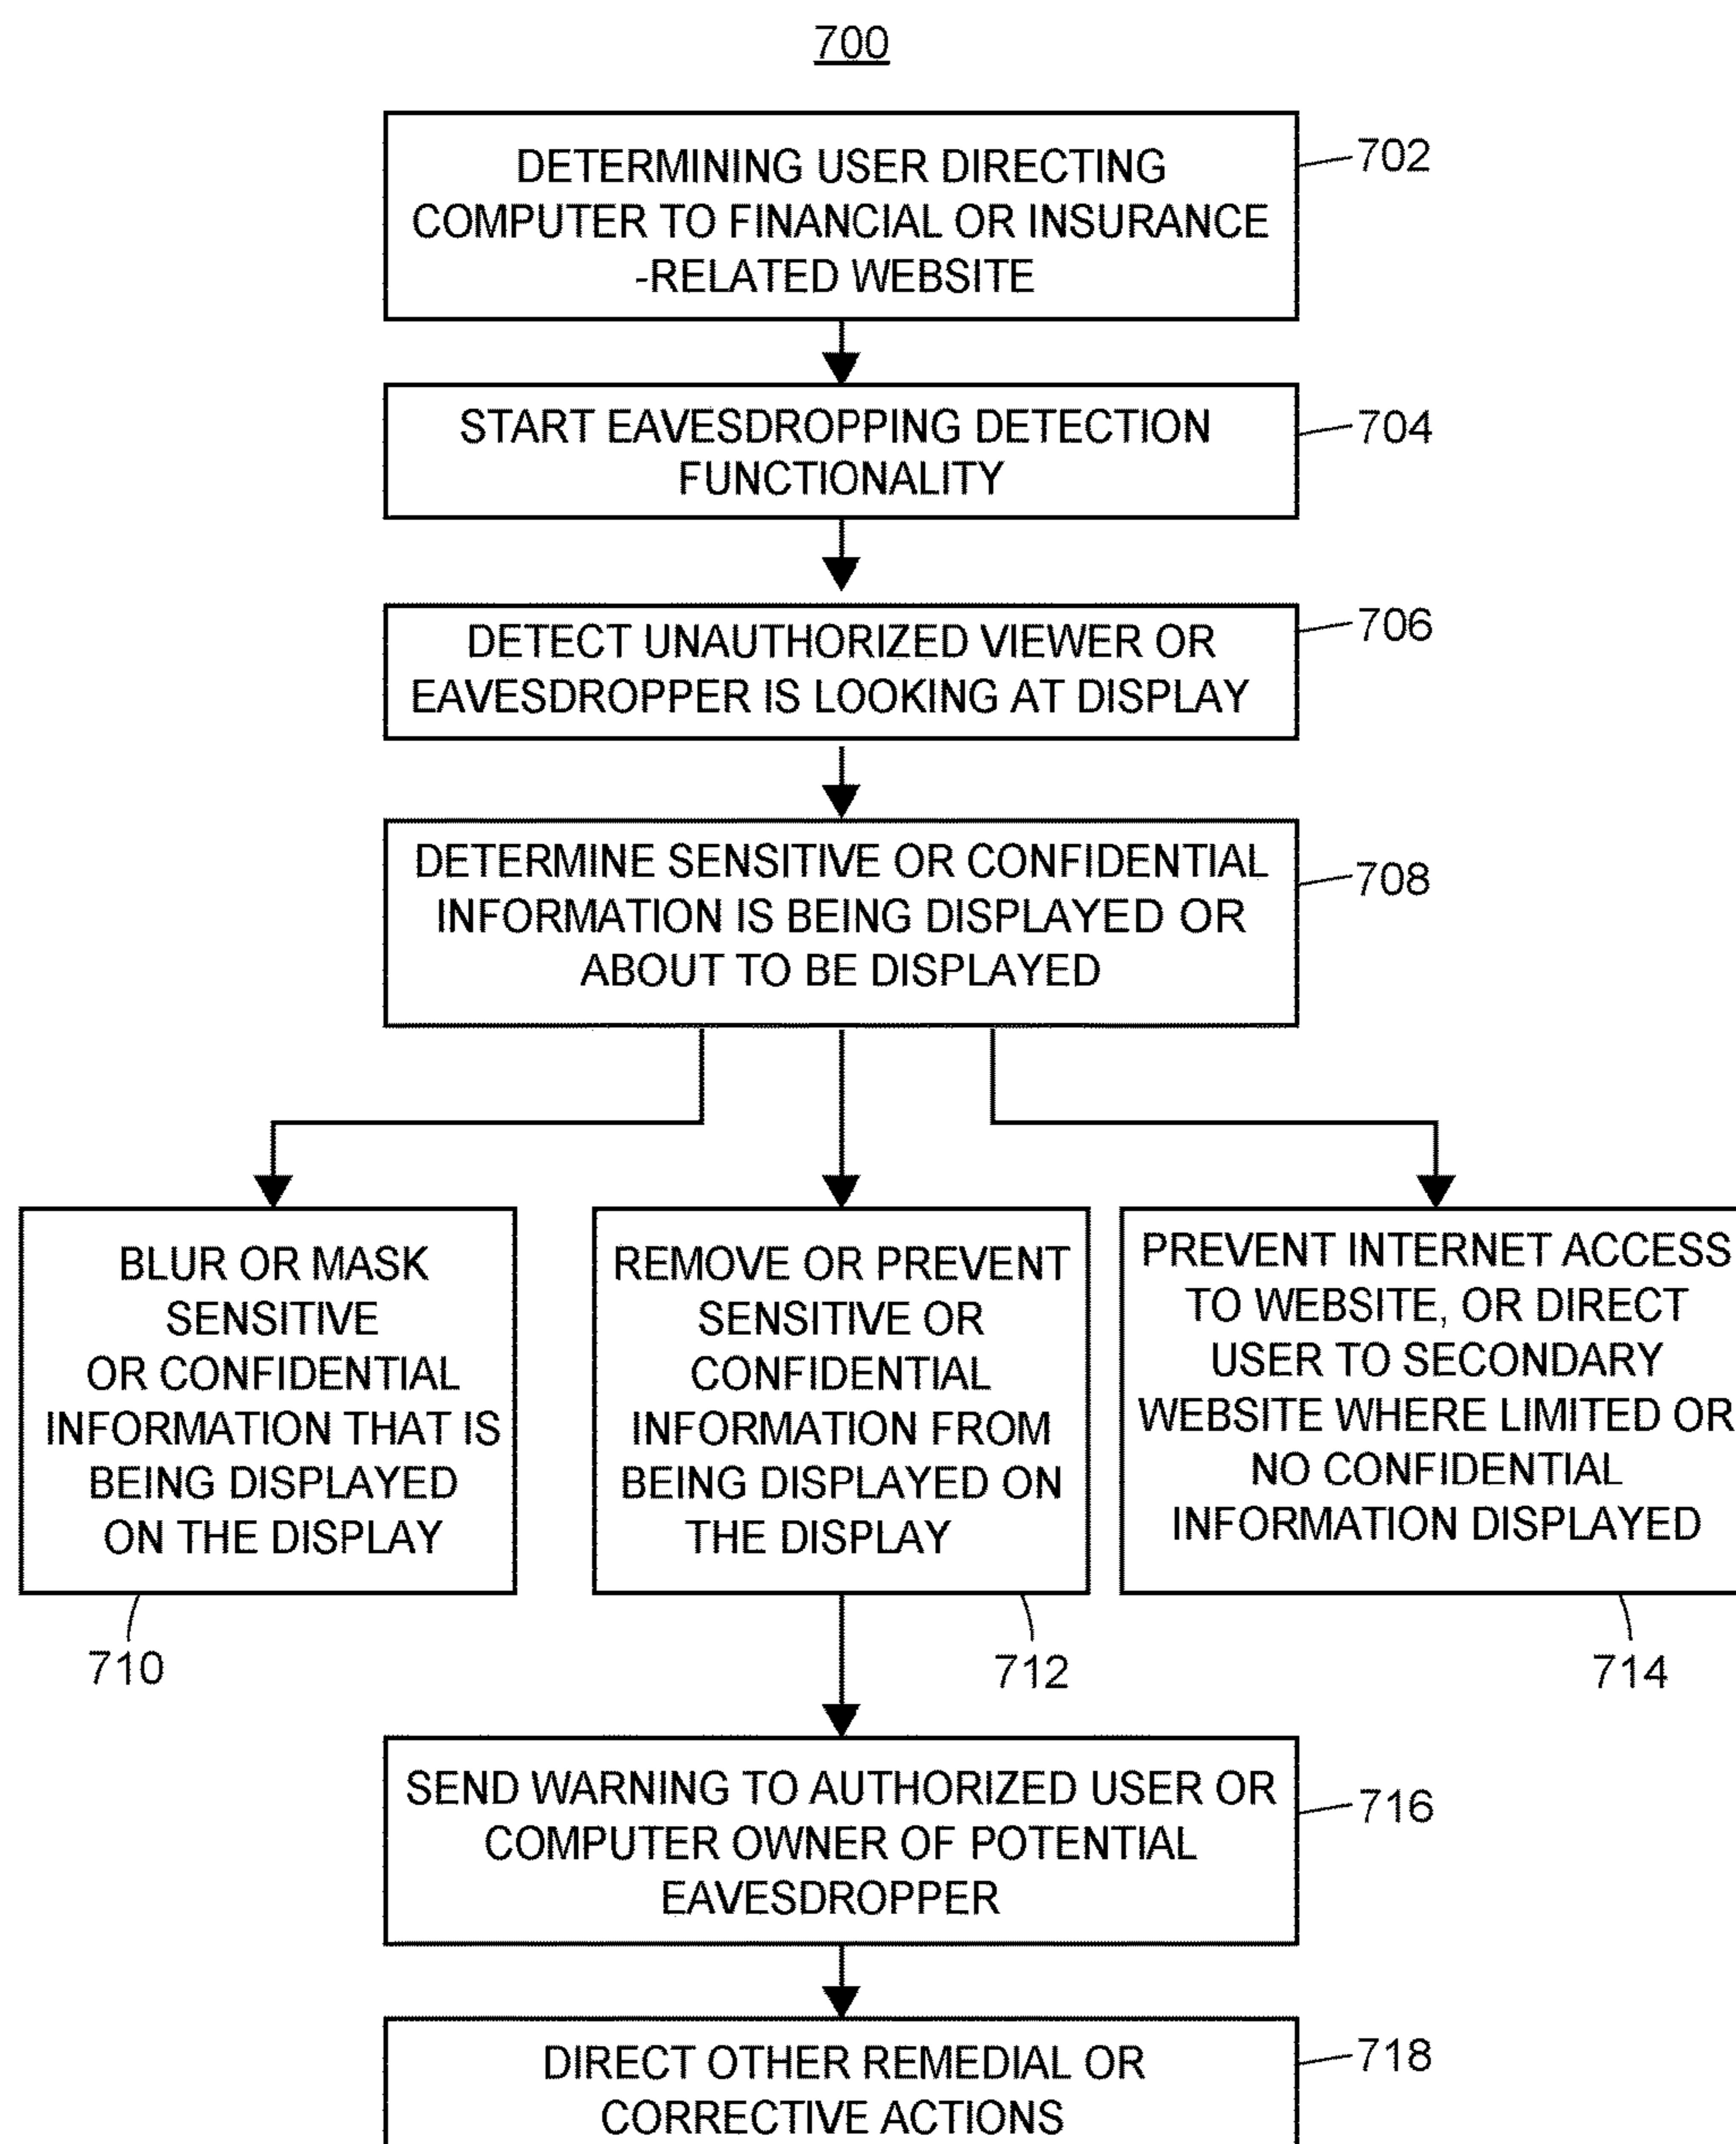 700
DETERMINING USER DIRECTING
COMPUTER TO FINANCIAL OR INSURANCE
-RELATED WEBSITE
702
START EAVESDROPPING DETECTION
FUNCTIONALITY
704
DETECT UNAUTHORIZED VIEWER OR
EAVESDROPPER IS LOOKING AT DISPLAY
706
DETERMINE SENSITIVE OR CONFIDENTIAL
INFORMATION IS BEING DISPLAYED OR
ABOUT TO BE DISPLAYED
708
BLUR OR MASK
SENSITIVE
OR CONFIDENTIAL
INFORMATION THAT IS
BEING DISPLAYED
ON THE DISPLAY
710
REMOVE OR PREVENT
SENSITIVE OR
CONFIDENTIAL
INFORMATION FROM
BEING DISPLAYED ON
THE DISPLAY
712
PREVENT INTERNET ACCESS
TO WEBSITE, OR DIRECT
USER TO SECONDARY
WEBSITE WHERE LIMITED OR
NO CONFIDENTIAL
INFORMATION DISPLAYED
714
SEND WARNING TO AUTHORIZED USER OR
COMPUTER OWNER OF POTENTIAL
EAVESDROPPER
716
DIRECT OTHER REMEDIAL OR
CORRECTIVE ACTIONS
718